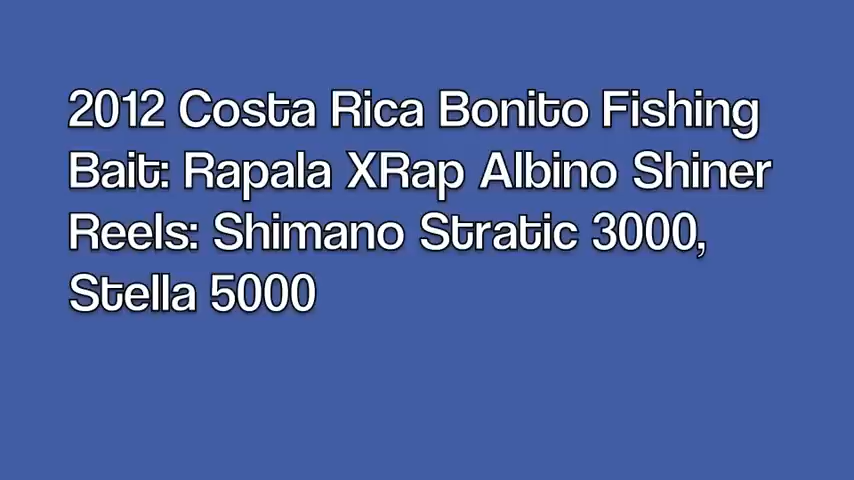 2012 Costa Rica Bonito Fishing
Bait: Rapala XRap Albino Shiner
Reels: Shimano Stratic 3000,
Stella 5000